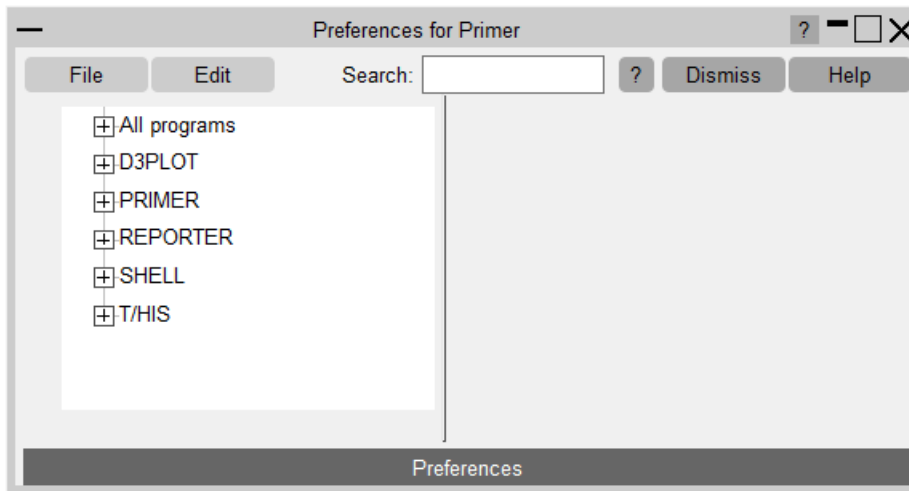 Preferences for Primer ?
File Edit Search: ? Dismiss Help
All programs
D3PLOT
PRIMER
REPORTER
SHELL
T/HIS
Preferences